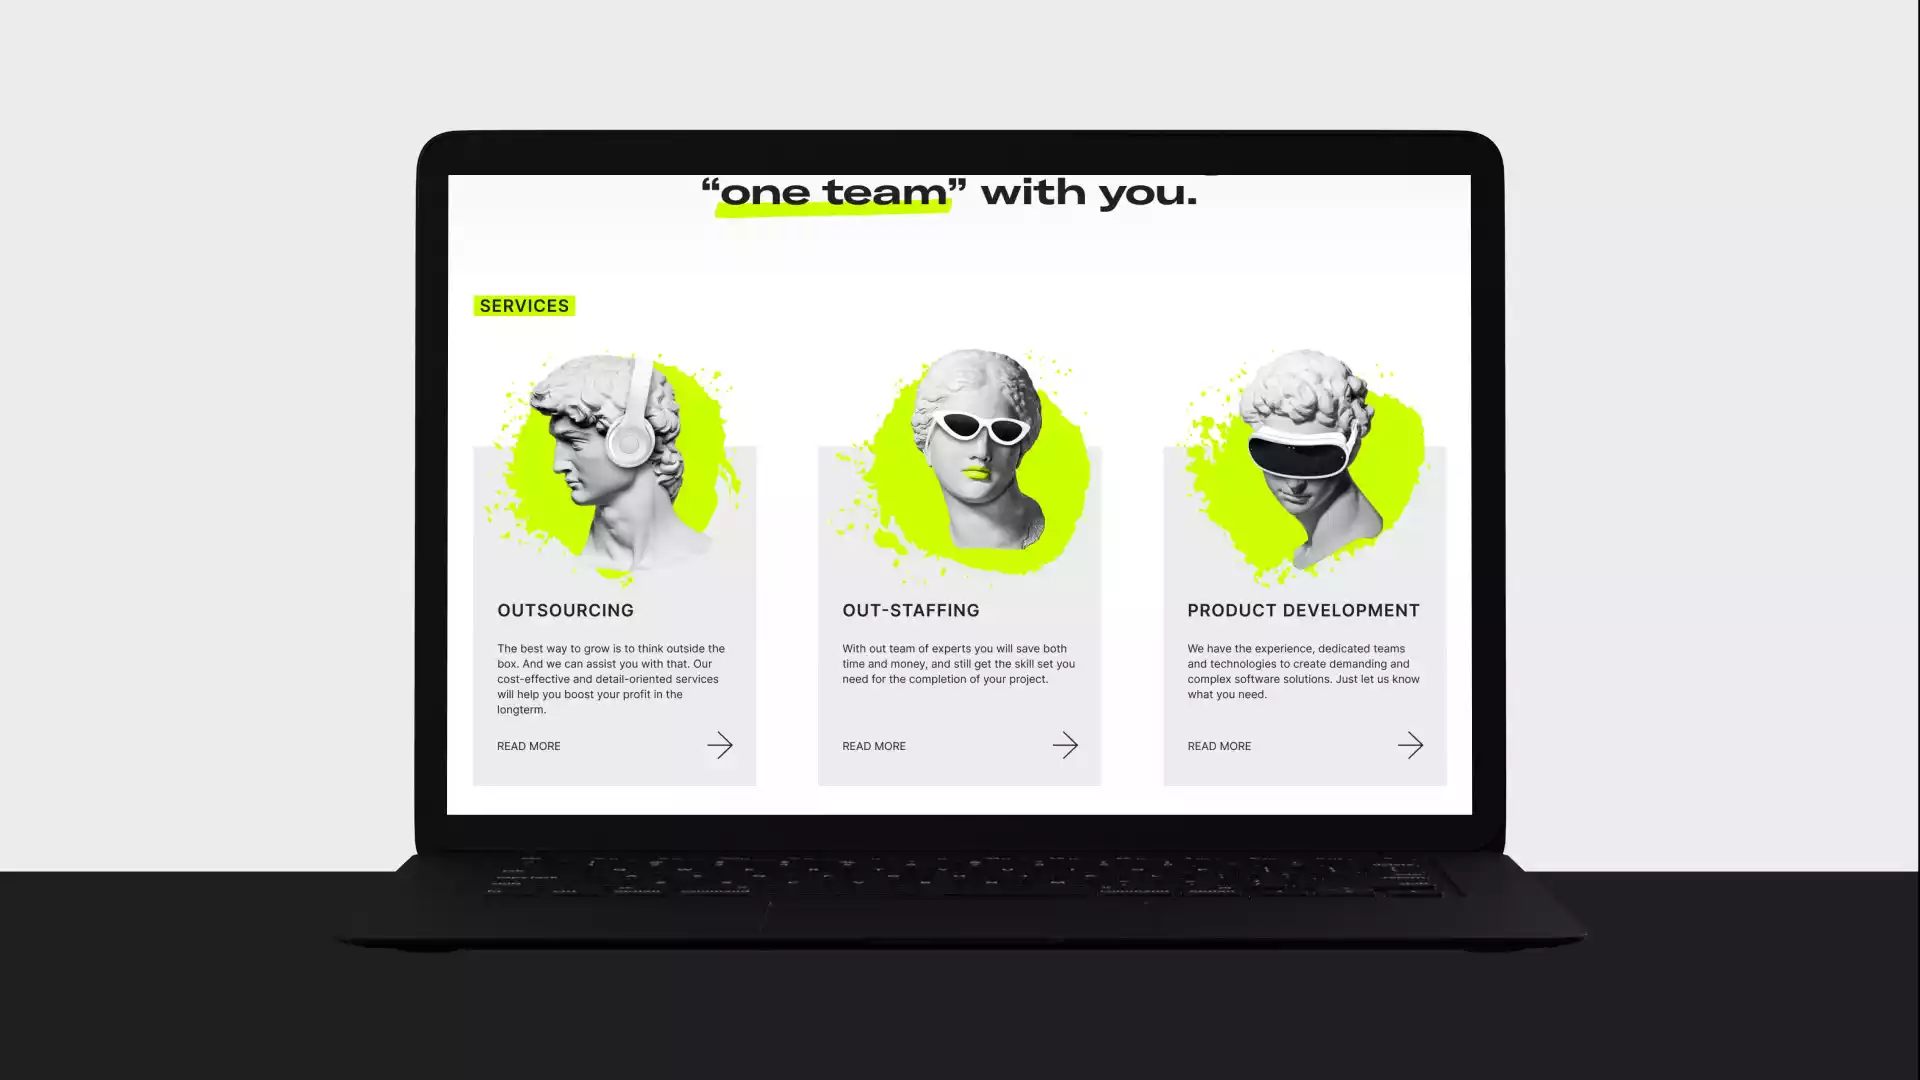 “one team” with you.
SERVICES
OUTSOURCING
The best way to grow is to think outside the
box. And we can assist you with that. Our
cost-effective and detail-oriented services
will help you boost your profit in the
longterm.
READ MORE
OUT-STAFFING
With out team of experts you will save both
time and money, and still get the skill set you
need for the completion of your project.
READ MORE
PRODUCT DEVELOPMENT
We have the experience, dedicated teams
and technologies to create demanding and
complex software solutions. Just let us know
what you need.
READ MORE